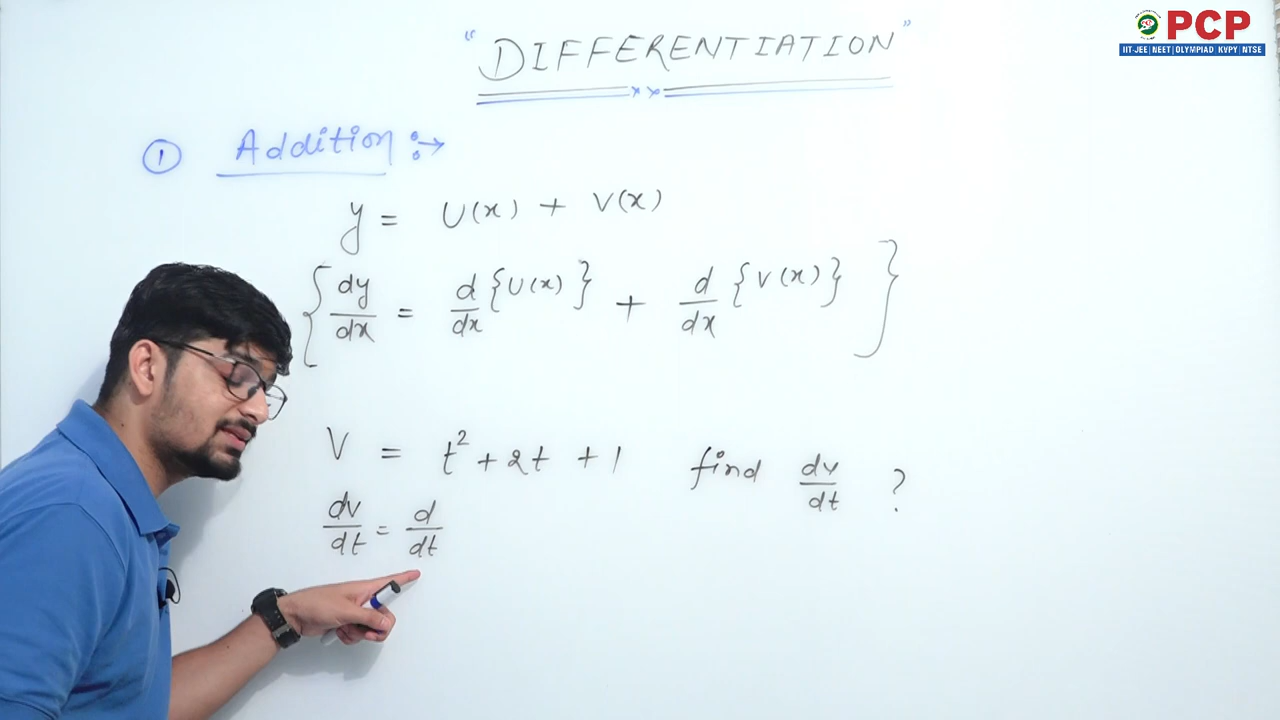 PCP
IIT-JEE|NEET|OLYMPIAD KVPY|NTSE
"DIFFERENTIATION"
① Addition :→
y = U(x) + V(x)
{ dy/dx = d/dx {U(x)} + d/dx {V(x)} }
V = t² + 2t + 1 find dv/dt ?
dv/dt = d/dt